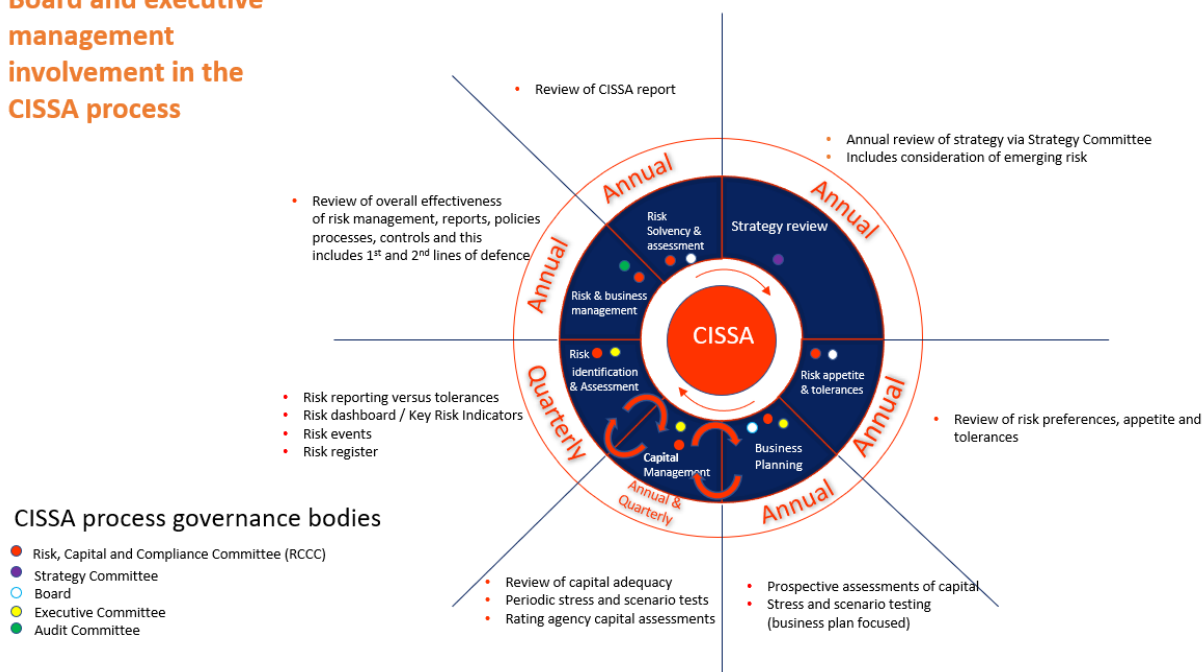 Board and executive
management
involvement in the
CISSA process
• Review of CISSA report
• Annual review of strategy via Strategy Committee
• Includes consideration of emerging risk
• Review of overall effectiveness
of risk management, reports, policies
processes, controls and this
includes 1st and 2nd lines of defence
Annual
Annual
Annual
Risk
Solvency &
assessment
Strategy review
Risk & business
management
CISSA
Risk
identification
& Assessment
Risk appetite
& tolerances
Quarterly
Annual
• Risk reporting versus tolerances
• Risk dashboard / Key Risk Indicators
• Risk events
• Risk register
• Review of risk preferences, appetite and
tolerances
Capital
Management
Business
Planning
Annual &
Quarterly
Annual
CISSA process governance bodies
Risk, Capital and Compliance Committee (RCCC)
Strategy Committee
Board
Executive Committee
Audit Committee
• Review of capital adequacy
• Periodic stress and scenario tests
• Rating agency capital assessments
• Prospective assessments of capital
• Stress and scenario testing
(business plan focused)